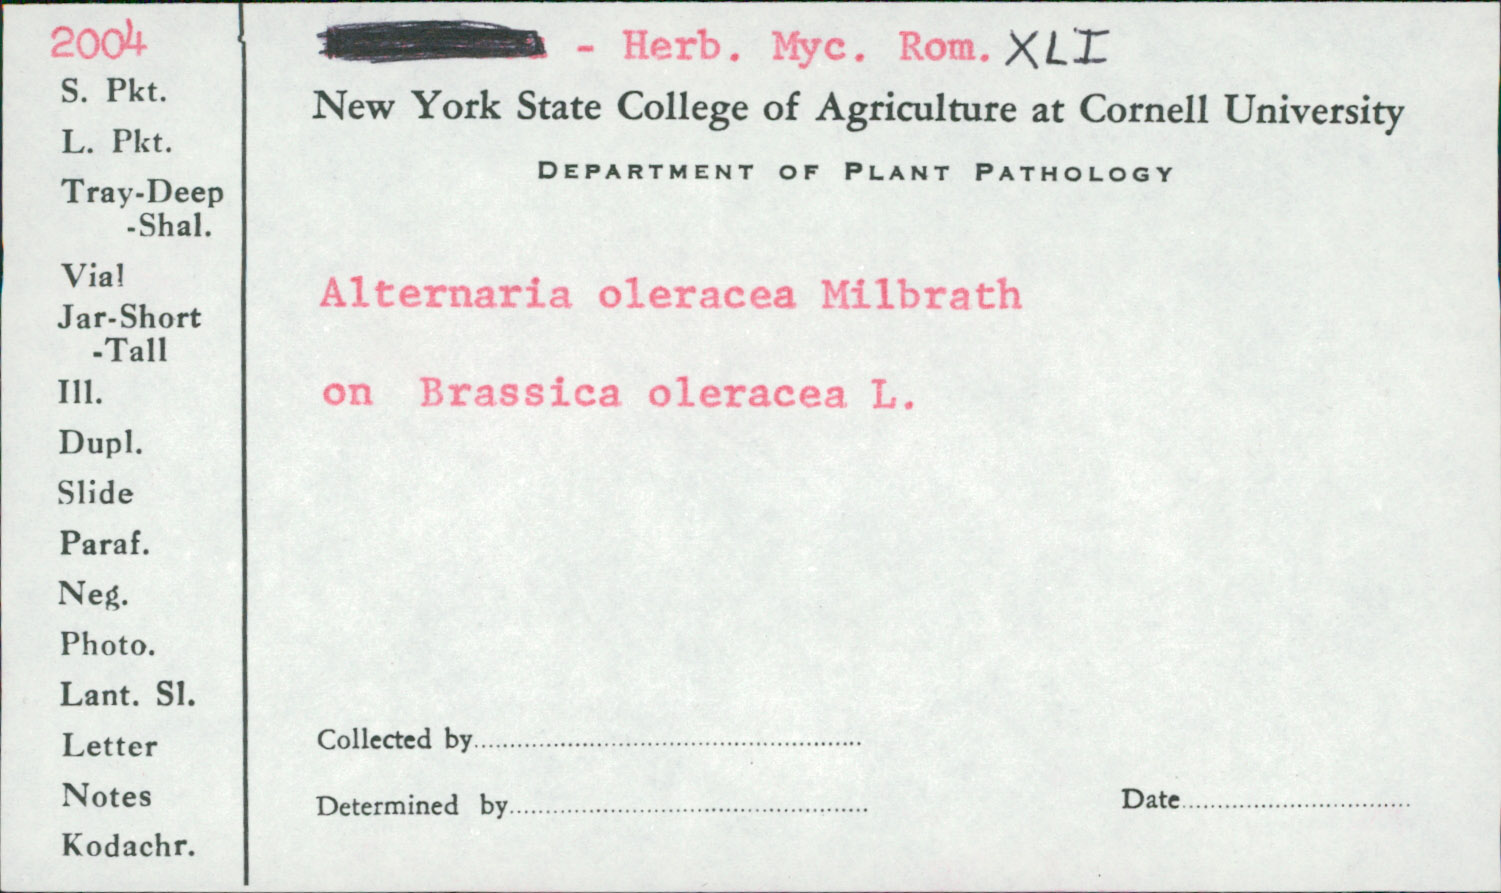 2004
S. Pkt.
L. Pkt.
Tray-Deep
-Shal.
Vial
Jar-Short
-Tall
Ill.
Dupl.
Slide
Paraf.
Neg.
Photo.
Lant. Sl.
Letter
Notes
Kodachr.
- Herb. Myc. Rom. XLI
New York State College of Agriculture at Cornell University
DEPARTMENT OF PLANT PATHOLOGY
Alternaria oleracea Milbrath
on Brassica oleracea L.
Collected by
Determined by
Date